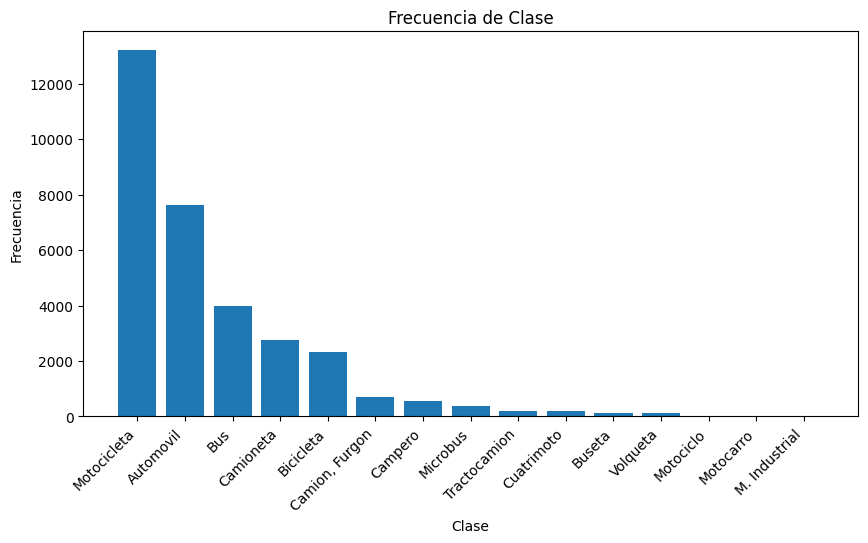 Frecuencia de Clase
Frecuencia
12000
10000
8000
6000
4000
2000
0
Motocicleta
Automovil
Bus
Camioneta
Bicicleta
Camion, Furgon
Campero
Microbus
Tractocamion
Cuatrimoto
Buseta
Volqueta
Motociclo
Motocarro
M. Industrial
Clase